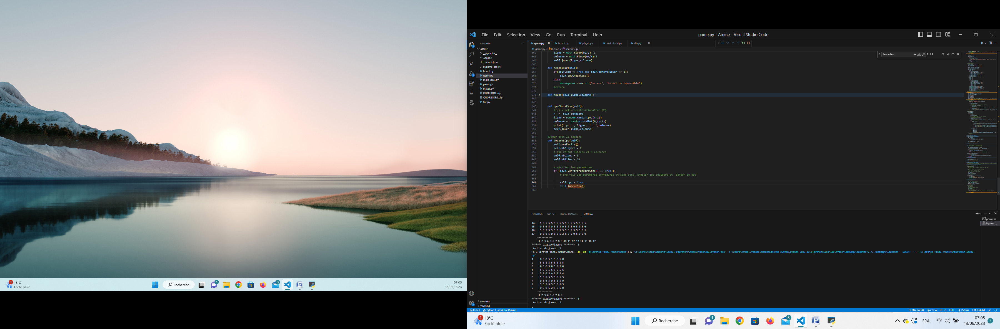 1
18°C
Forte pluie
Recherche
1
3
07:05
18/06/2023
File Edit Selection View Go Run Terminal Help
game.py - Amine - Visual Studio Code
EXPLORER
AMINE
__pycache__
.vscode
launch.json
pygame_projet
board.py
game.py
main-local.py
pawn.py
player.py
QUORIDOR.zip
QUORIDOR0.zip
tile.py
OUTLINE
TIMELINE
game.py board.py player.py main-local.py tile.py
game.py > Game > jouerVsCpu
lancerJeu Aa ab 1 of 4
662 ligne = math.floor(ey/y) -1
663 colonne = math.floor(ex/x)-1
664 self.jouer(ligne,colonne)
665
666 def rechoisir(self):
667 if(self.cpu == True and self.curentPlayer == 2):
668 self.cpuChoixCase()
669 else:
670 messagebox.showinfo('erreur', 'selection impossible')
671 #return
672
673 def jouer(self,ligne,colonne):
844
845
846 def cpuChoixCase(self):
847 #i,j = self.recupPositionACtuel(2)
848 n = self.lenBoard
849 ligne = random.randint(0,(n-1))
850 colonne = random.randint(0,(n-1))
851 print('cpu :', ligne , ' : ',colonne)
852 self.jouer(ligne,colonne)
853
854 #Jouer avec la machine
855 def jouerVsCpu(self):
856 self.newPartie()
857 self.nbPlayers = 2
858 # par défaut 8lignes et 5 colonnes
859 self.nbLigne = 9
860 self.nbTiles = 20
861
862 # vérifier les paramètres
863 if (self.verfiParametreConf() == True ):
864 # une fois les parèmtres configurés et sont bons, choisir les couleurs et lancer le jeu
865
866 self.cpu = True
867 self.lancerJeu()
868
PROBLEMS OUTPUT DEBUG CONSOLE TERMINAL
14 | 5 5 5 5 5 5 5 5 5 5 5 5 5 5 5 5 5
15 | 0 5 0 5 0 5 0 5 0 5 0 5 0 5 0 5 0
16 | 5 5 5 5 5 5 5 5 5 5 5 5 5 5 5 5 5
17 | 0 5 0 5 0 5 0 5 2 5 0 5 0 5 0 5 0
-----------
1 2 3 4 5 6 7 8 9 10 11 12 13 14 15 16 17
******* displayPlayers ******** 4
Au tour du joueur 1
PS G:\projet final AMine\Amine> g:; cd 'g:\projet final AMine\Amine'; & 'C:\Users\Asmaa\AppData\Local\Programs\Python\Python311\python.exe' 'c:\Users\Asmaa\.vscode\extensions\ms-python.python-2023.10.1\pythonFiles\lib\python\debugpy\adapter/../..\debugpy\launcher' '50604' '--' 'G:\projet final AMine\Amine\main-local.
py'
1 | 0 5 0 5 1 5 0 5 0
2 | 5 5 5 5 5 5 5 5 5
3 | 0 5 0 5 0 5 0 5 0
4 | 5 5 5 5 5 5 5 5 5
5 | 3 5 0 5 0 5 0 5 4
6 | 5 5 5 5 5 5 5 5 5
7 | 0 5 0 5 0 5 0 5 0
8 | 5 5 5 5 5 5 5 5 5
9 | 0 5 0 5 2 5 0 5 0
-----------
1 2 3 4 5 6 7 8 9
******* displayPlayers ******** 4
Au tour du joueur 1
powersh...
Python ...
0 0 Python: Current File (Amine)
Ln 866, Col 28 Spaces: 4 UTF-8 CRLF Python 3.11.0 64-bit
1
18°C
Forte pluie
Recherche
1
3
FRA
07:05
18/06/2023
3